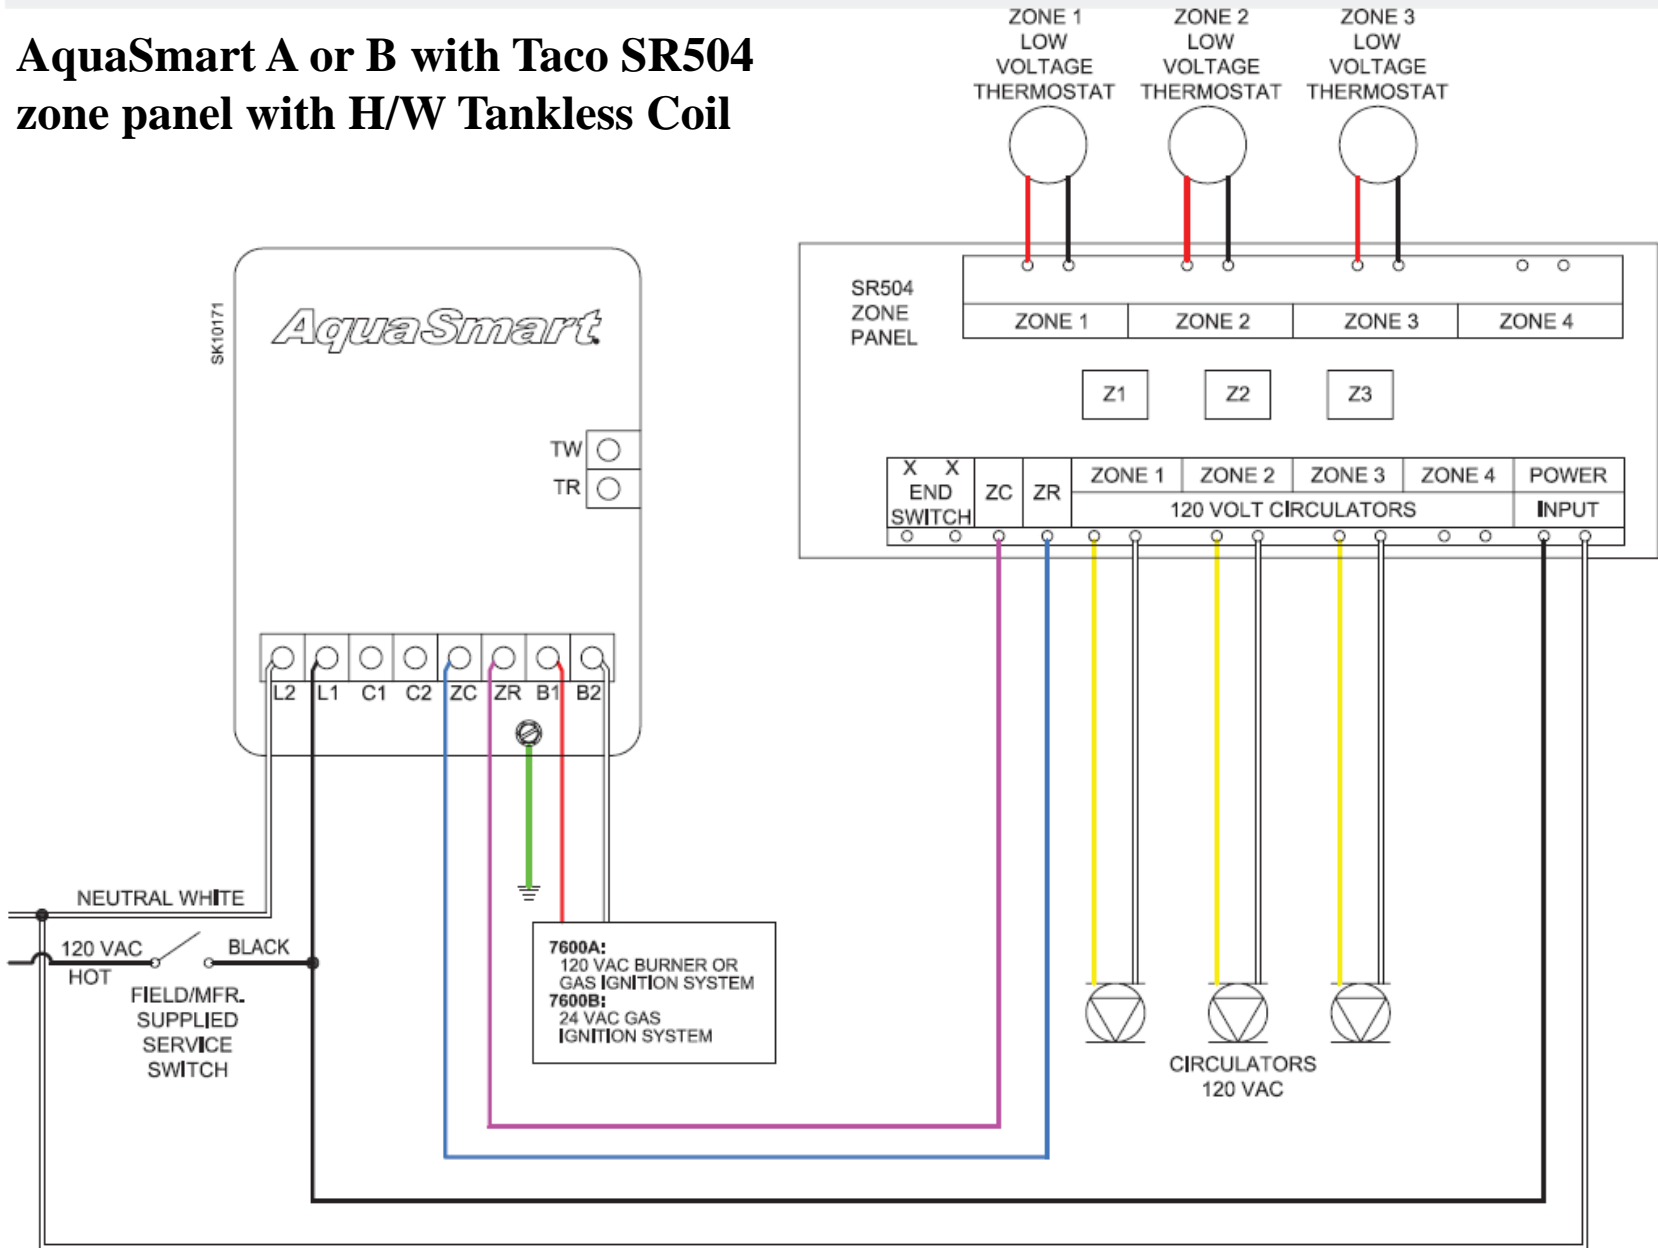 AquaSmart A or B with Taco SR504
zone panel with H/W Tankless Coil
ZONE 1
LOW
VOLTAGE
THERMOSTAT
ZONE 2
LOW
VOLTAGE
THERMOSTAT
ZONE 3
LOW
VOLTAGE
THERMOSTAT
SK10171
AquaSmart
TW
TR
L2 L1 C1 C2 ZC ZR B1 B2
SR504
ZONE
PANEL
ZONE 1 ZONE 2 ZONE 3 ZONE 4
Z1 Z2 Z3
X X
END
SWITCH
ZC ZR
ZONE 1 ZONE 2 ZONE 3 ZONE 4
120 VOLT CIRCULATORS
POWER
INPUT
NEUTRAL WHITE
120 VAC
HOT
BLACK
FIELD/MFR.
SUPPLIED
SERVICE
SWITCH
7600A:
120 VAC BURNER OR
GAS IGNITION SYSTEM
7600B:
24 VAC GAS
IGNITION SYSTEM
CIRCULATORS
120 VAC